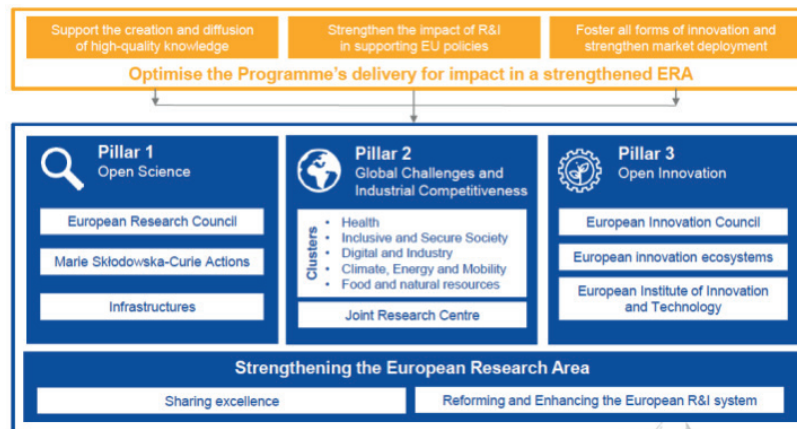 Support the creation and diffusion
of high-quality knowledge
Strengthen the impact of R&I
in supporting EU policies
Foster all forms of innovation and
strengthen market deployment
Optimise the Programme's delivery for impact in a strengthened ERA
Pillar 1
Open Science
European Research Council
Marie Skłodowska-Curie Actions
Infrastructures
Pillar 2
Global Challenges and
Industrial Competitiveness
Clusters
• Health
• Inclusive and Secure Society
• Digital and Industry
• Climate, Energy and Mobility
• Food and natural resources
Joint Research Centre
Pillar 3
Open Innovation
European Innovation Council
European innovation ecosystems
European Institute of Innovation
and Technology
Strengthening the European Research Area
Sharing excellence
Reforming and Enhancing the European R&I system